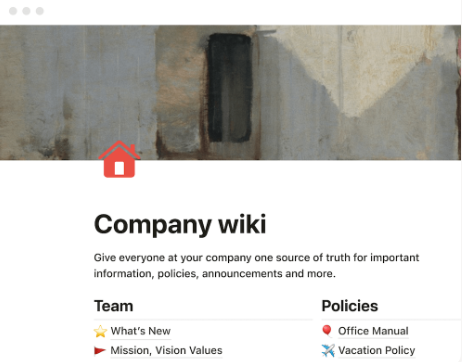 Company wiki
Give everyone at your company one source of truth for important
information, policies, announcements and more.
Team
What's New
Mission, Vision Values
Policies
Office Manual
Vacation Policy